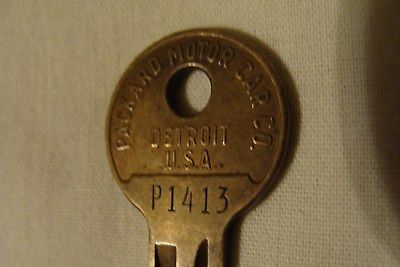 PACKARD MOTOR CAR CO.
DETROIT
U.S.A.
P1413